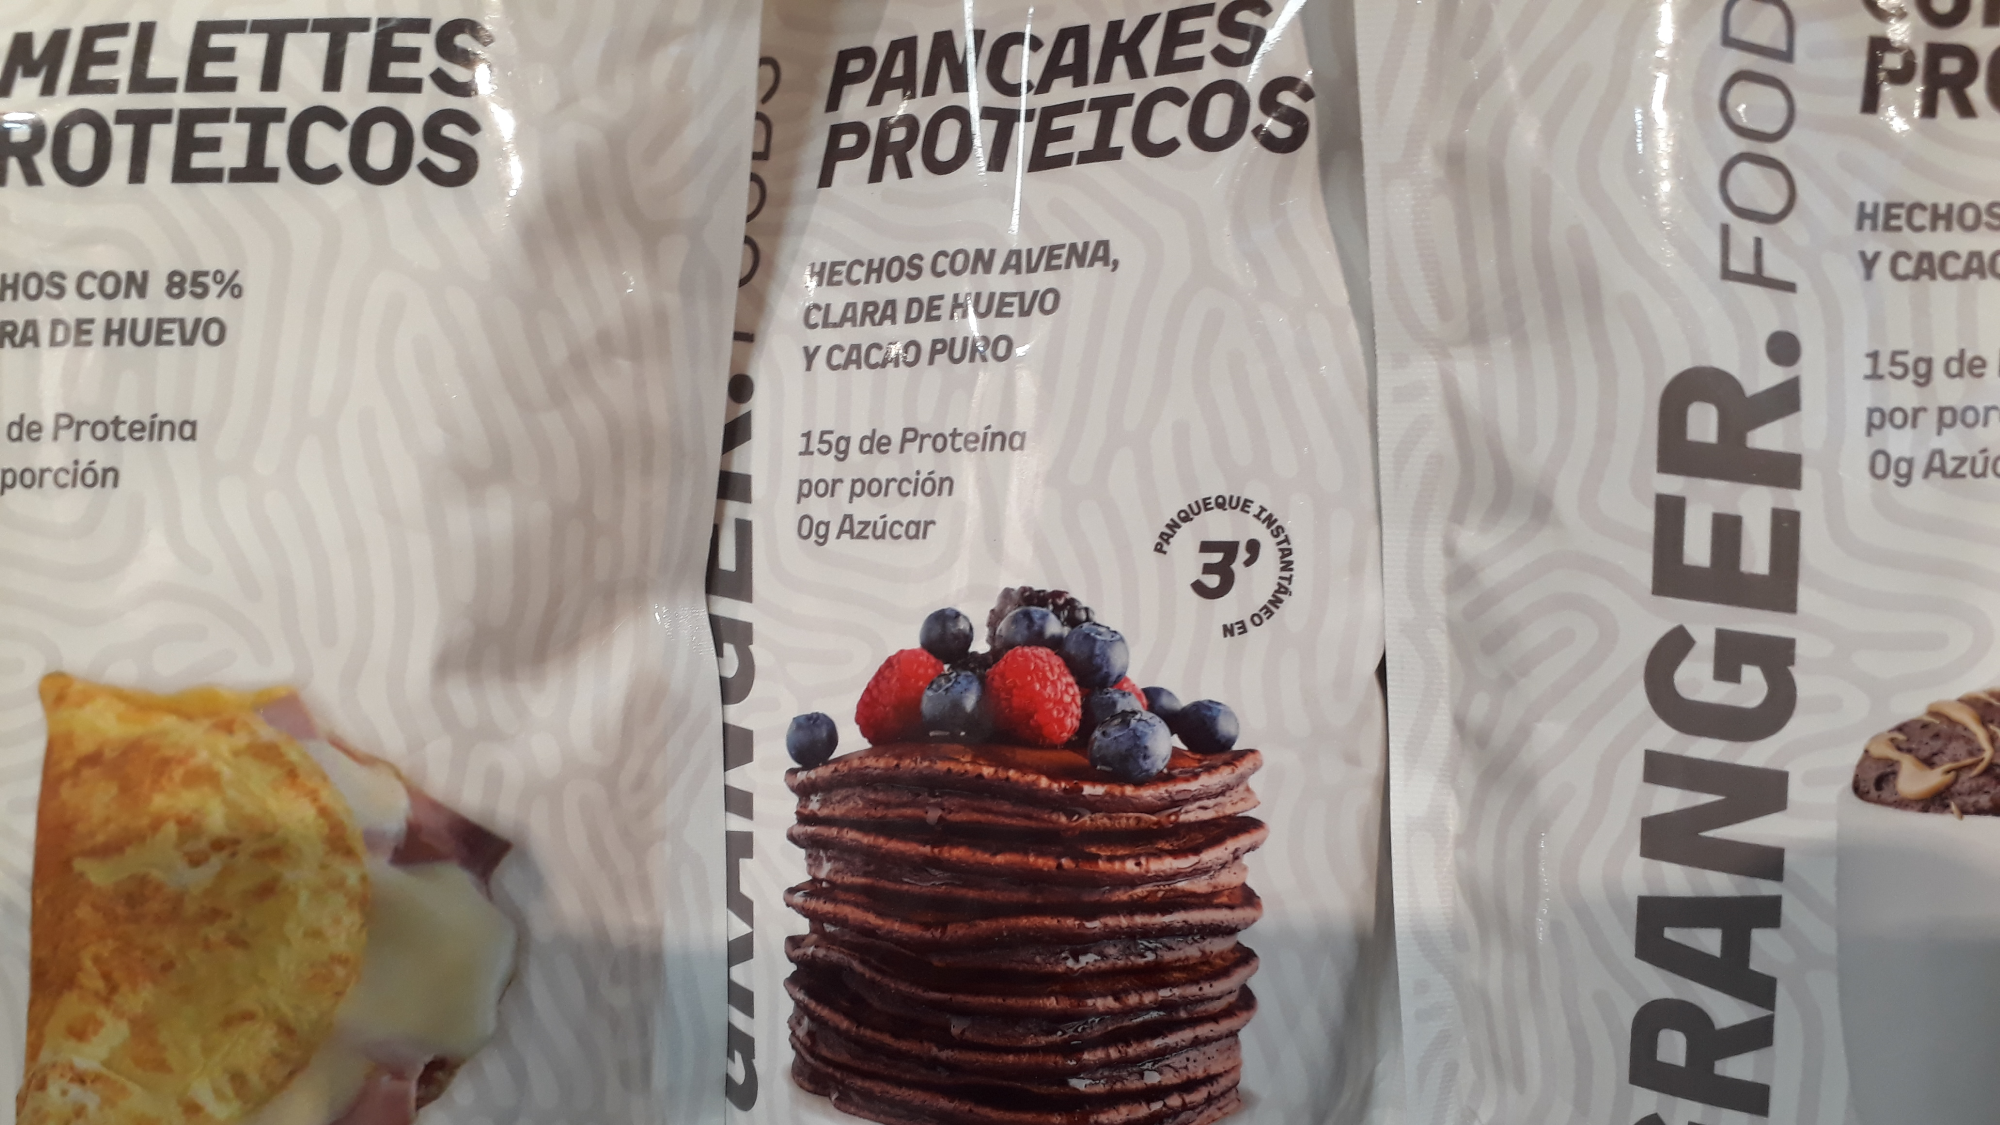 MELETTES
ROTEICOS
HOS CON 85%
RA DE HUEVO
de Proteína
porción
GRANGER. FOODS
PANCAKES
PROTEICOS
HECHOS CON AVENA,
CLARA DE HUEVO
Y CACAO PURO
15g de Proteína
por porción
0g Azúcar
PANQUEQUE INSTANTÁNEO EN
3'
GRANGER. FOOD
PRO
HECHOS
Y CACAO
15g de
por por
0g Azúc